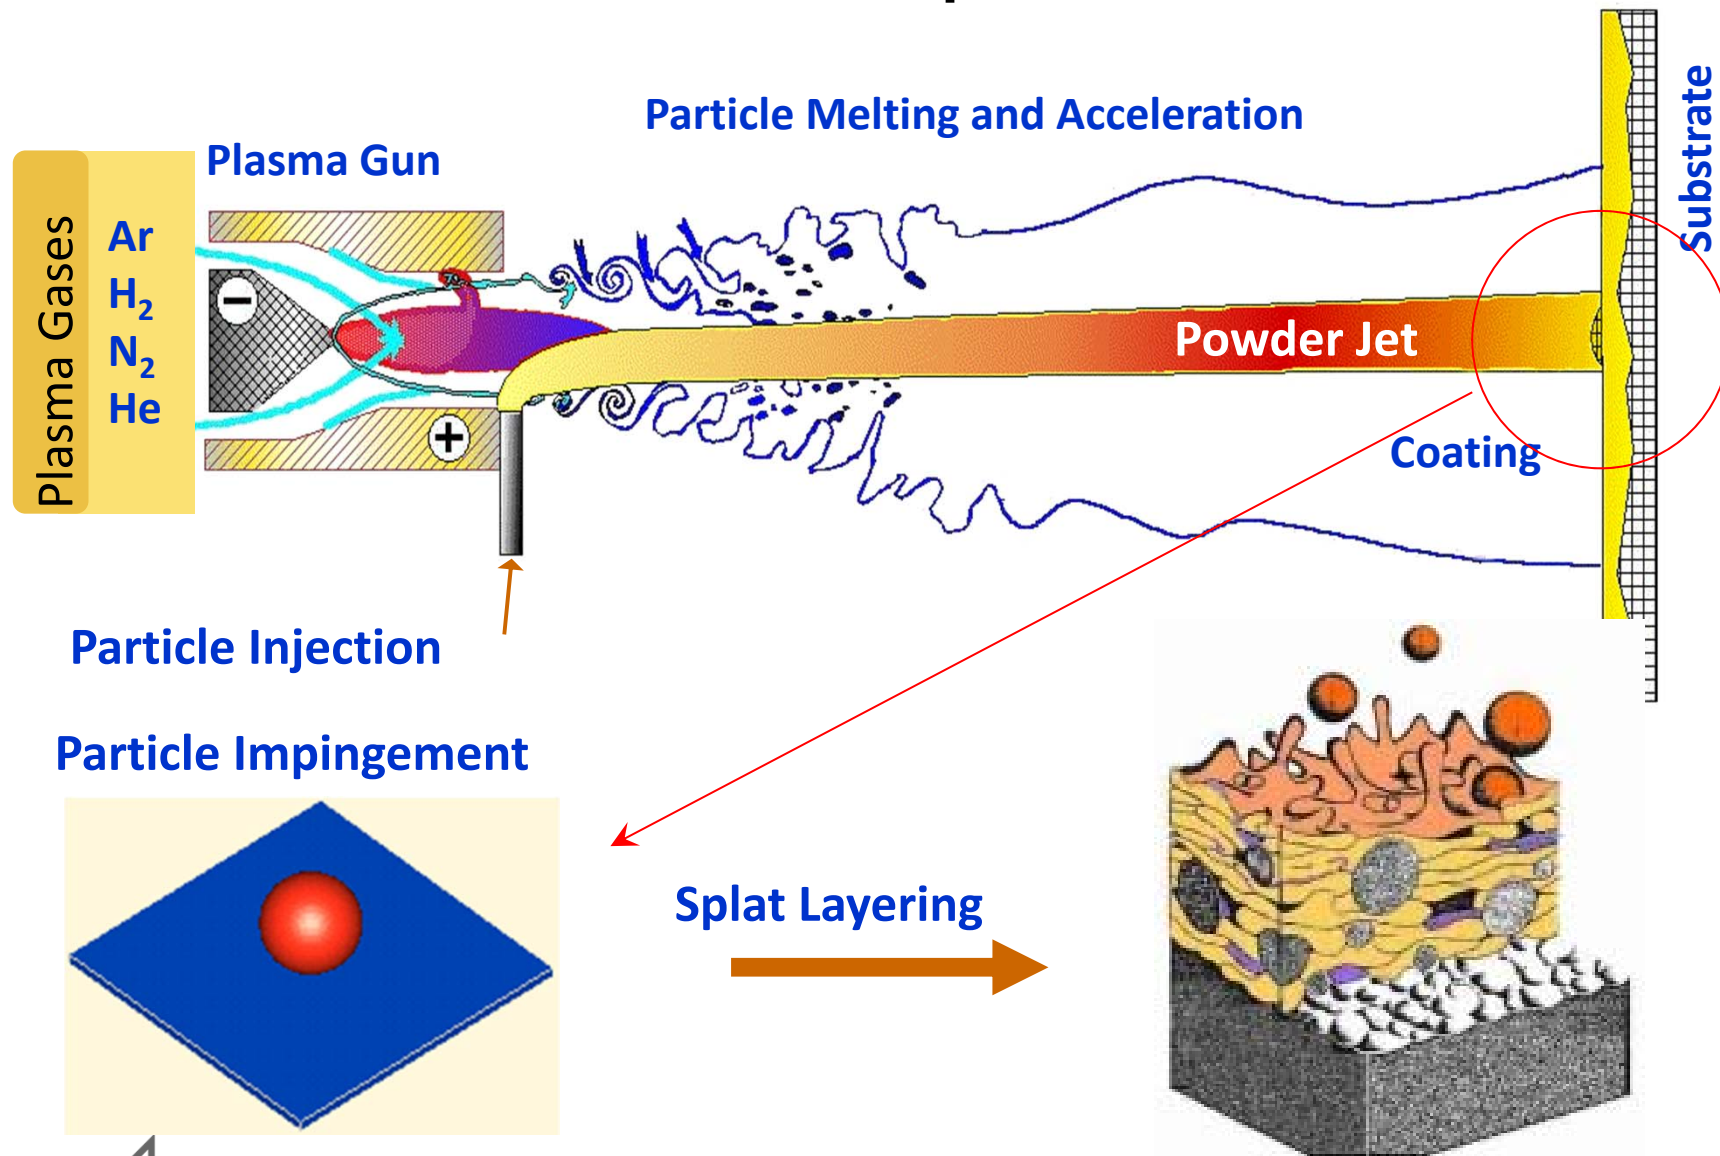 Particle Melting and Acceleration
Substrate
Plasma Gun
Plasma Gases
Ar
H₂
N₂
He
−
+
Powder Jet
Coating
Particle Injection
Particle Impingement
Splat Layering